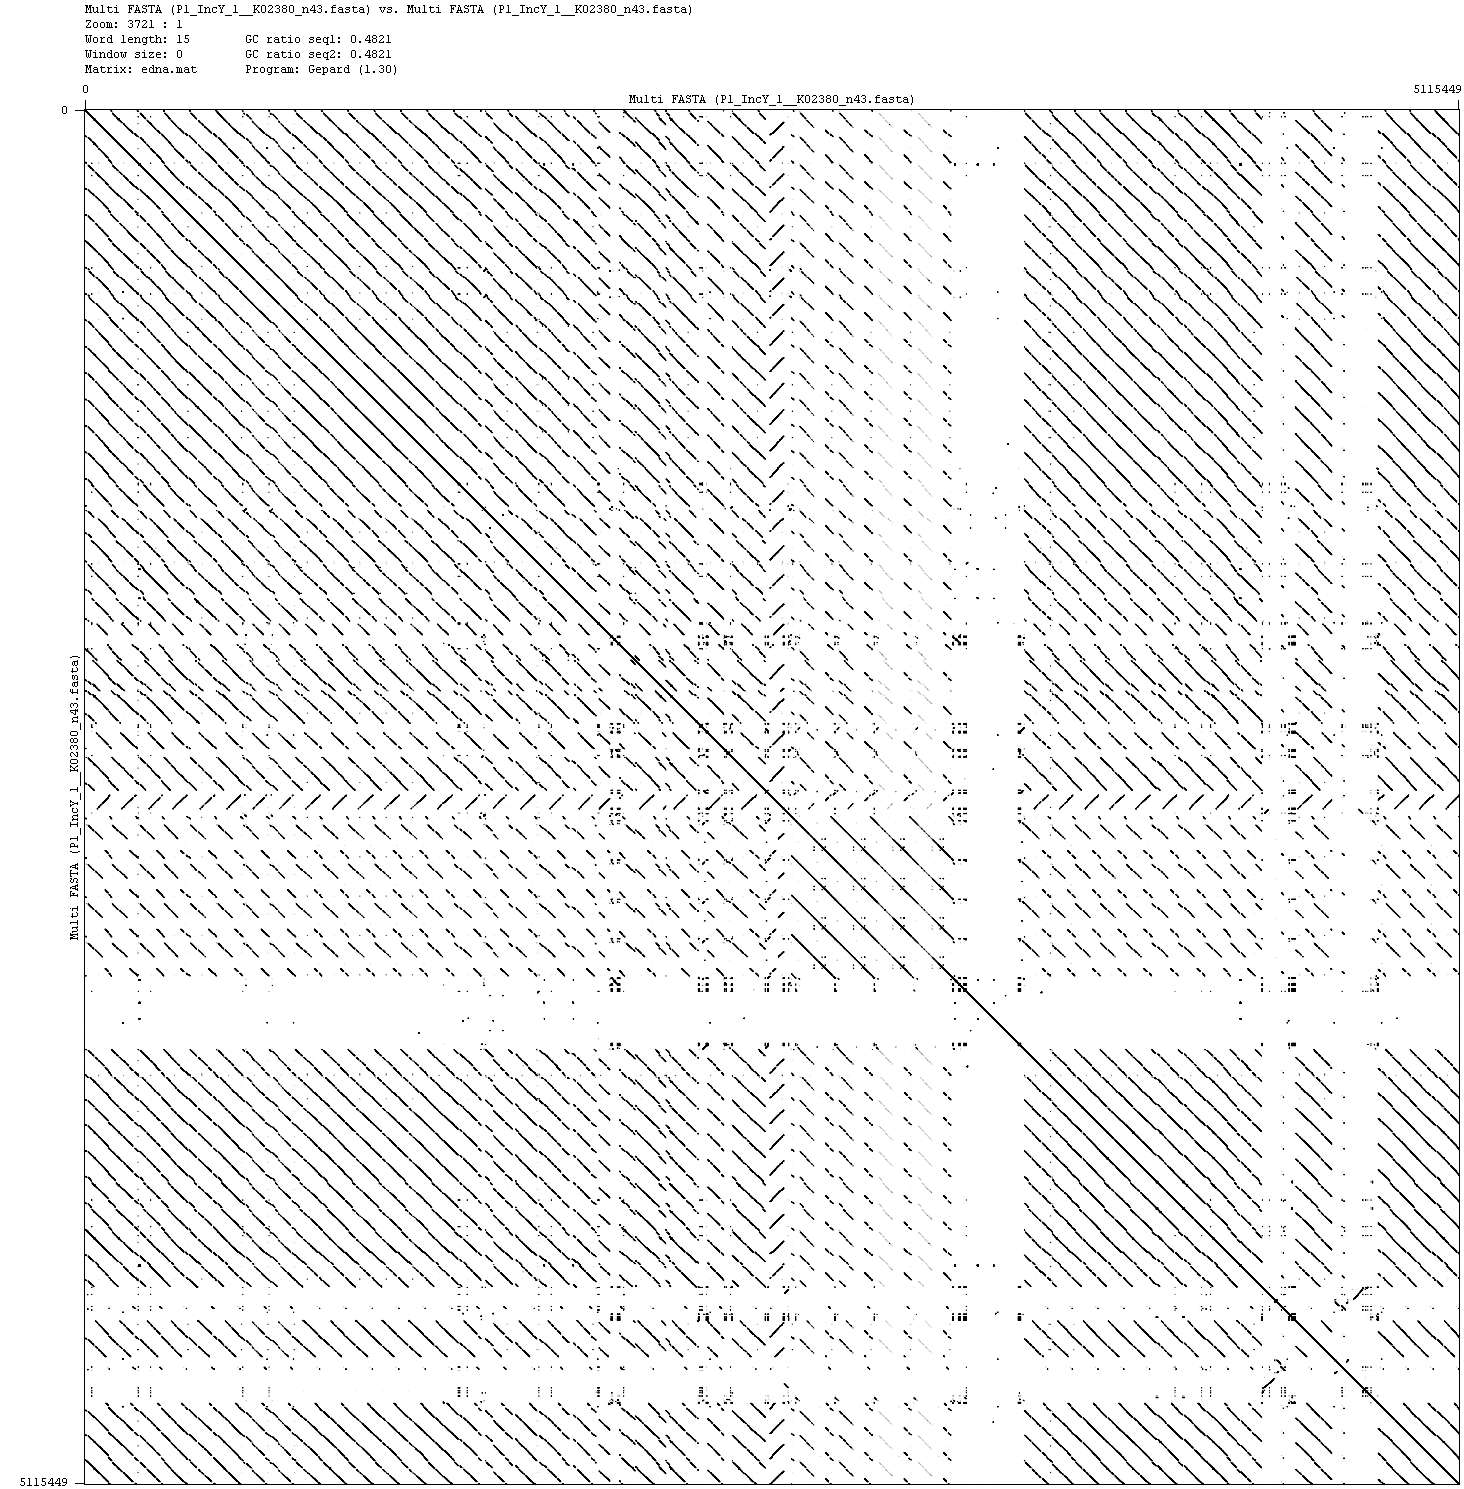 Multi FASTA (P1_IncY_1__K02380_n43.fasta) vs. Multi FASTA (P1_IncY_1__K02380_n43.fasta)
Zoom: 3721 : 1
Word length: 15 GC ratio seq1: 0.4821
Window size: 0 GC ratio seq2: 0.4821
Matrix: edna.mat Program: Gepard (1.30)
0 5115449
Multi FASTA (P1_IncY_1__K02380_n43.fasta)
0
Multi FASTA (P1_IncY_1__K02380_n43.fasta)
5115449